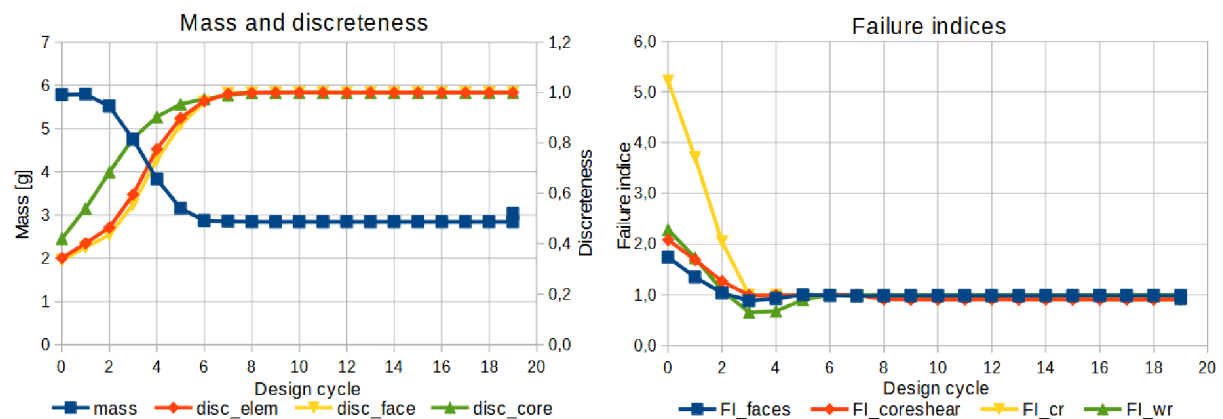 Mass and discreteness
7
6
5
4
3
2
1
0
Mass [g]
1,2
1,0
0,8
0,6
0,4
0,2
0,0
Discreteness
0 2 4 6 8 10 12 14 16 18 20
Design cycle
mass disc_elem disc_face disc_core
Failure indices
6,0
5,0
4,0
3,0
2,0
1,0
0,0
Failure indice
0 2 4 6 8 10 12 14 16 18 20
Design cycle
FI_faces FI_coreshear FI_cr FI_wr